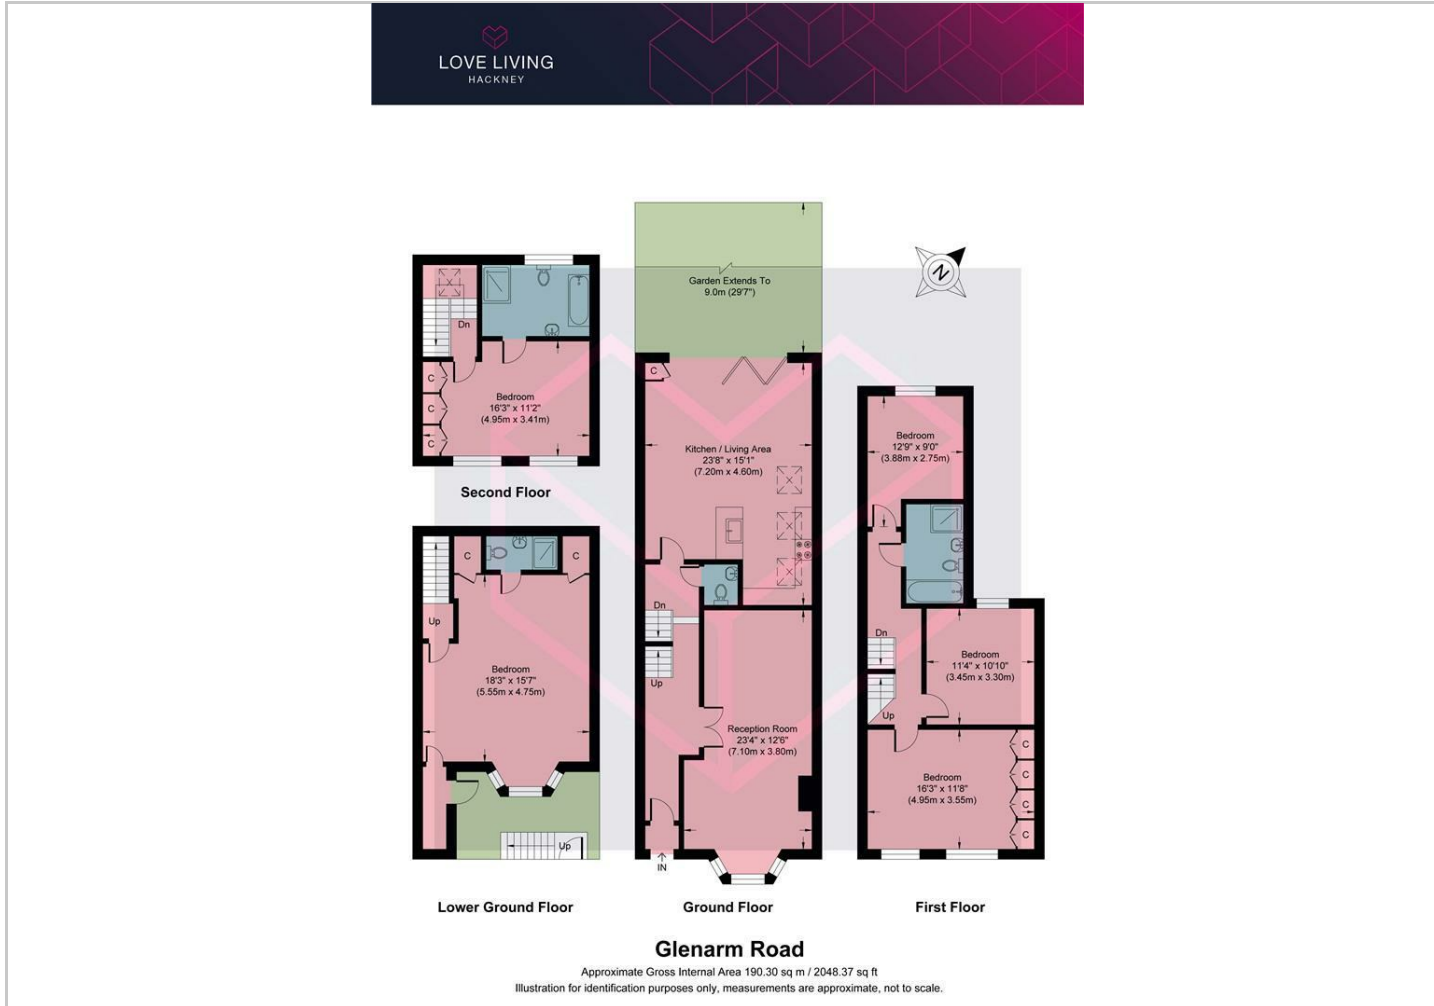 LOVE LIVING
HACKNEY
Garden Extends To
9.0m (29'7")
N
Dn
C
C
C
Bedroom
16'3" x 11'2"
(4.95m x 3.41m)
Second Floor
C
Kitchen / Living Area
23'8" x 15'1"
(7.20m x 4.60m)
Dn
Up
Reception Room
23'4" x 12'6"
(7.10m x 3.80m)
IN
Ground Floor
C
C
Up
Bedroom
18'3" x 15'7"
(5.55m x 4.75m)
Up
Lower Ground Floor
Bedroom
12'9" x 9'0"
(3.88m x 2.75m)
Dn
Bedroom
11'4" x 10'10"
(3.45m x 3.30m)
Up
Bedroom
16'3" x 11'8"
(4.95m x 3.55m)
C
C
C
C
First Floor
Glenarm Road
Approximate Gross Internal Area 190.30 sq m / 2048.37 sq ft
Illustration for identification purposes only, measurements are approximate, not to scale.